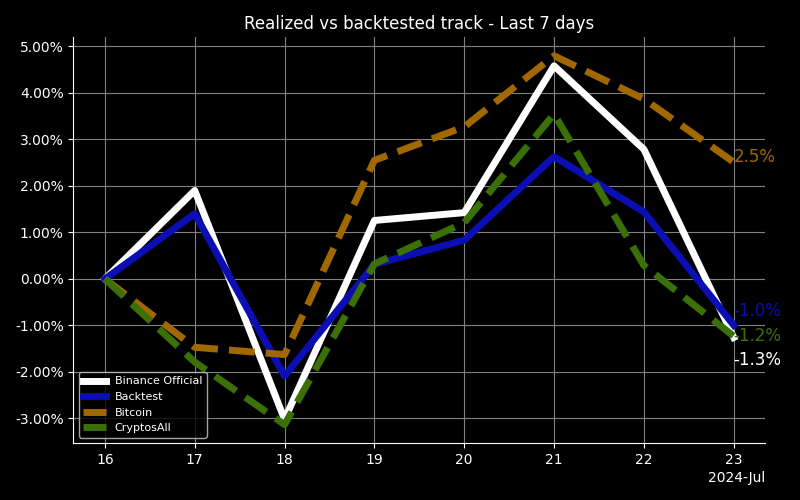 Realized vs backtested track - Last 7 days
5.00%
4.00%
3.00%
2.00%
1.00%
0.00%
-1.00%
-2.00%
-3.00%
2.5%
-1.0%
-1.2%
-1.3%
Binance Official
Backtest
Bitcoin
CryptosAll
16 17 18 19 20 21 22 23
2024-Jul